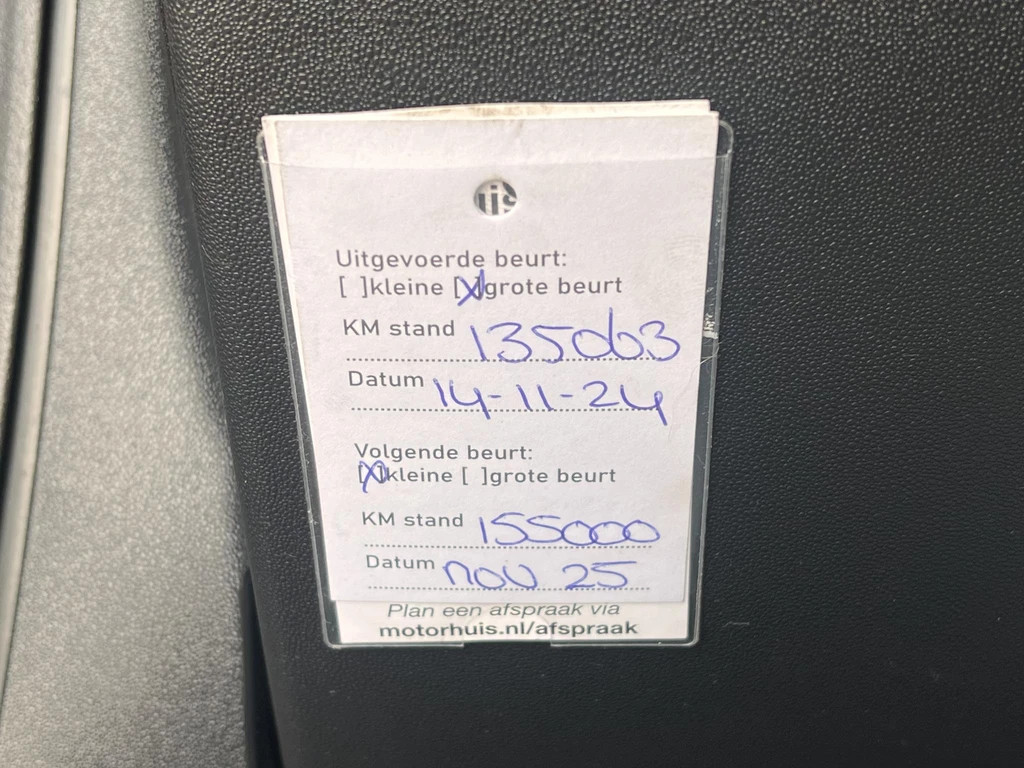 Uitgevoerde beurt:
[ ]kleine [X]grote beurt
KM stand 135063
Datum 14-11-24
Volgende beurt:
[X]kleine [ ]grote beurt
KM stand 155000
Datum nov 25
Plan een afspraak via
motorhuis.nl/afspraak